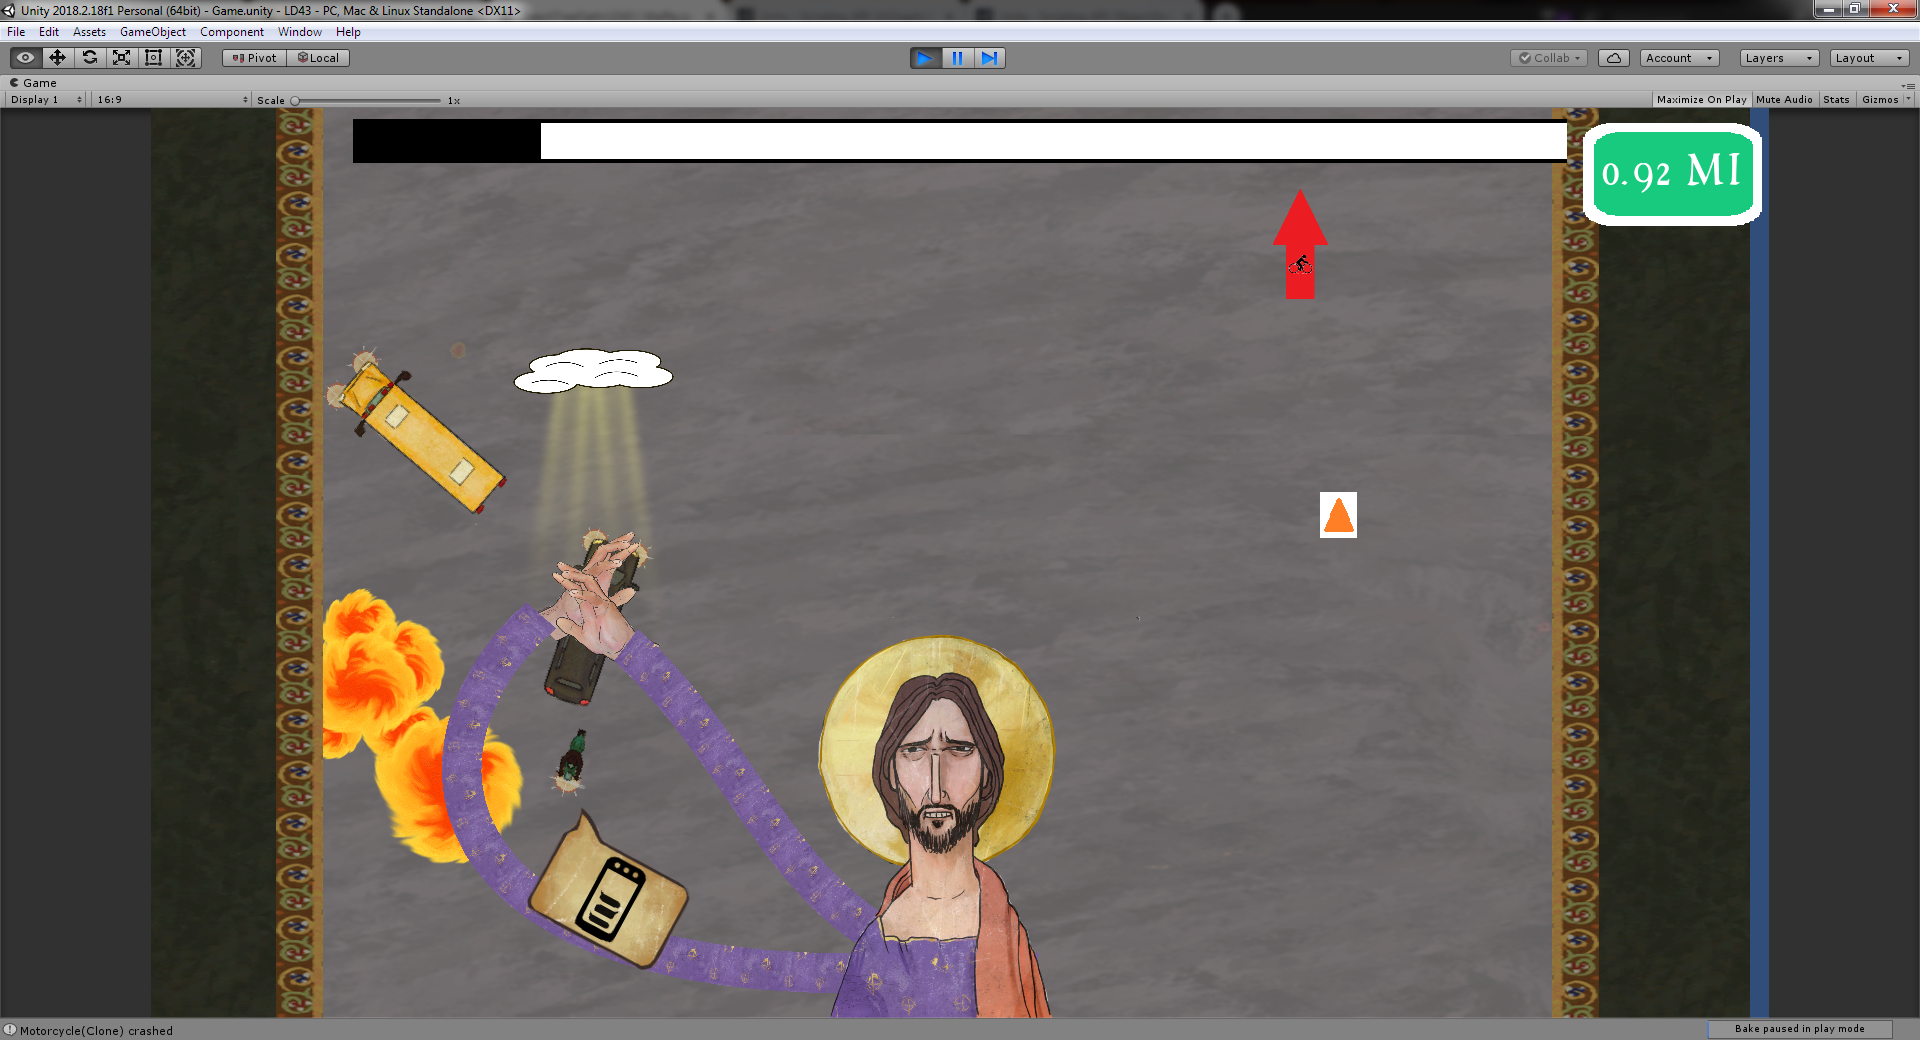 Unity 2018.2.18f1 Personal (64bit) - Game.unity - LD43 - PC, Mac & Linux Standalone <DX11>
File Edit Assets GameObject Component Window Help
Pivot Local Collab Account Layers Layout
Game
Display 1 16:9 Scale 1x Maximize On Play Mute Audio Stats Gizmos
0.92 MI
Motorcycle(Clone) crashed
Bake paused in play mode